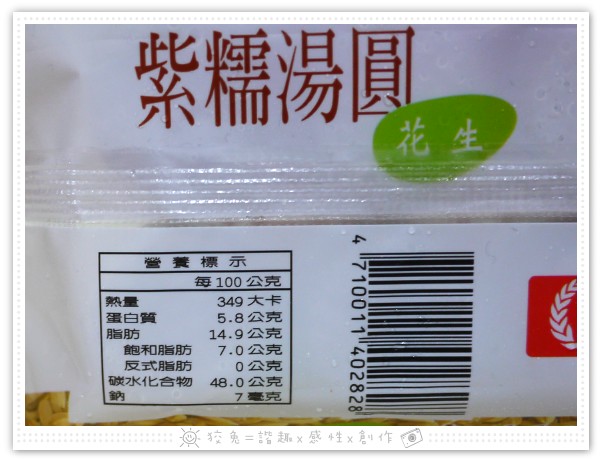 紫糯湯圓
花生
營養標示
每100公克
熱量 349大卡
蛋白質 5.8公克
脂肪 14.9公克
飽和脂肪 7.0公克
反式脂肪 0公克
碳水化合物 48.0公克
鈉 7毫克
4 710011 402828
狡兔=諧趣x感性x創作